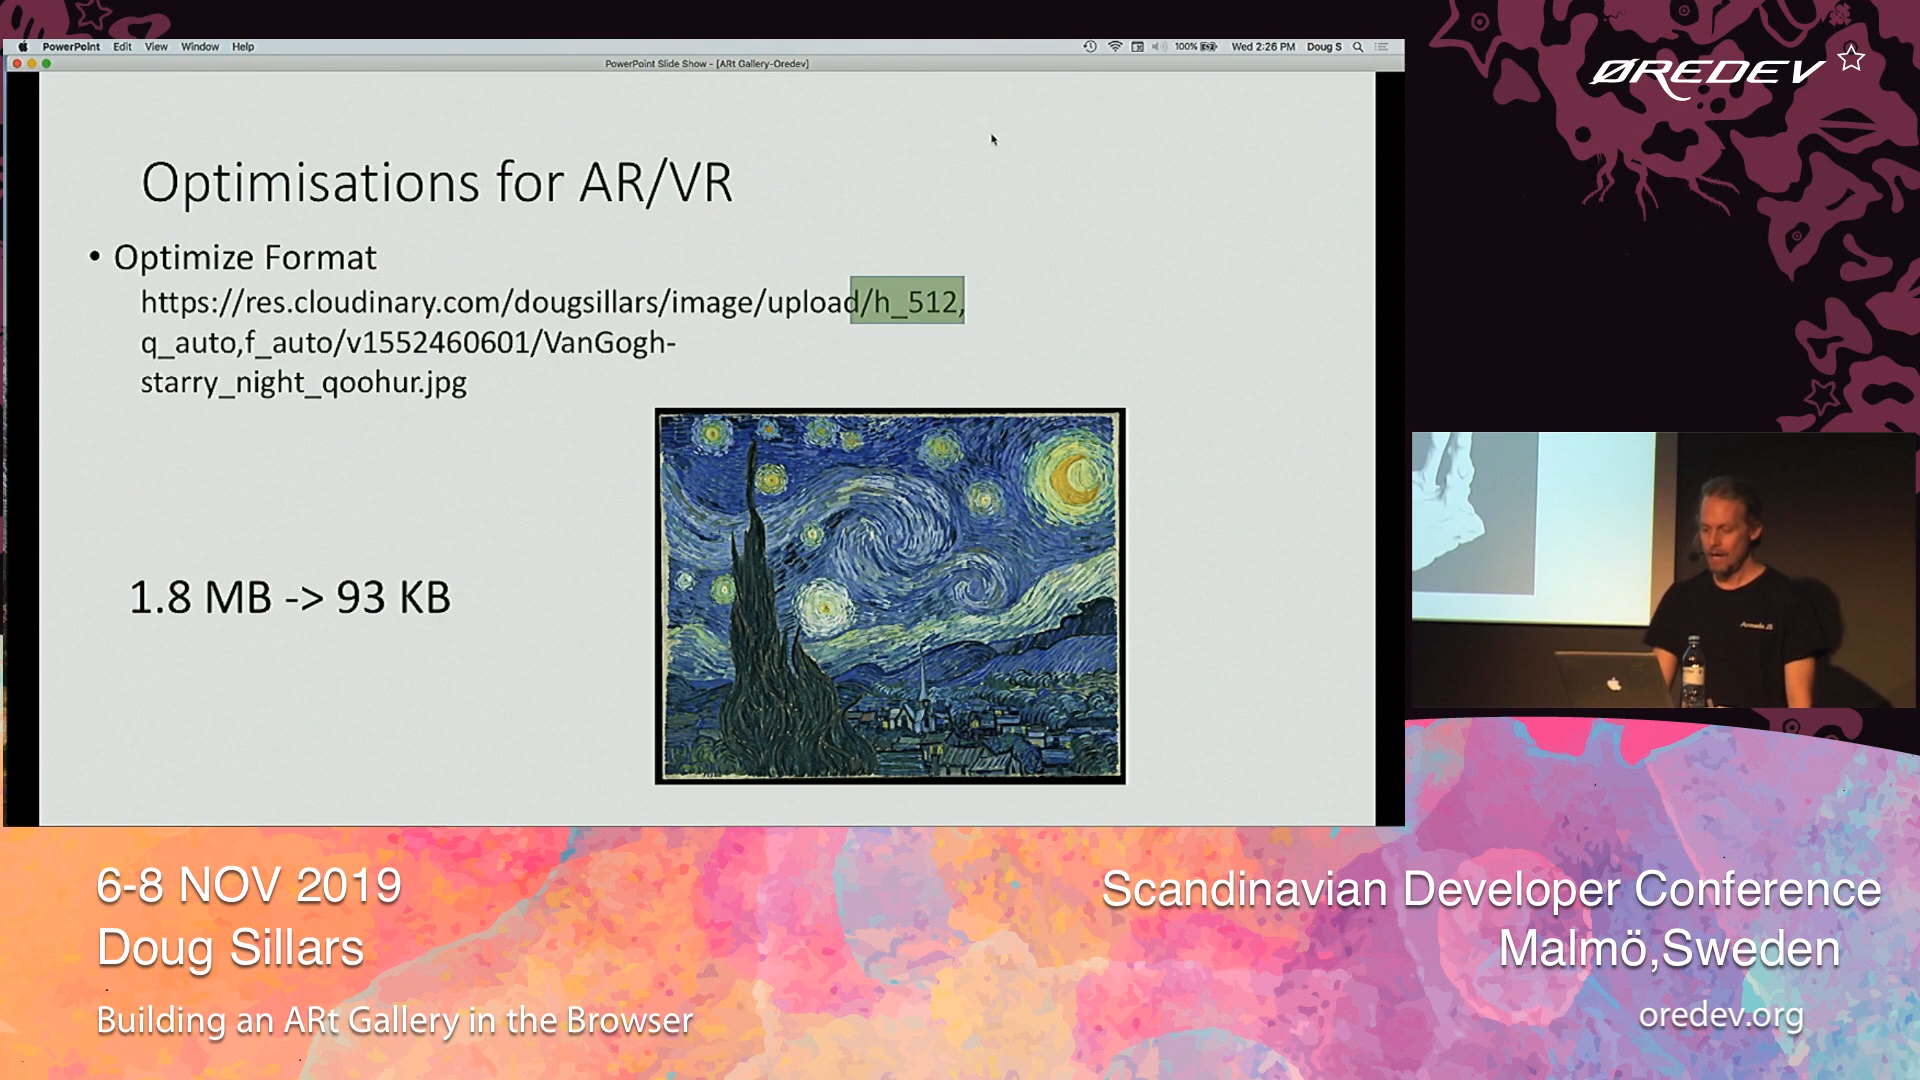 PowerPoint Edit View Window Help
100% Wed 2:26 PM Doug S
PowerPoint Slide Show - [ARt Gallery-Oredev]
ØREDEV
Optimisations for AR/VR
• Optimize Format
https://res.cloudinary.com/dougsillars/image/upload/h_512,
q_auto,f_auto/v1552460601/VanGogh-
starry_night_qoohur.jpg
1.8 MB -> 93 KB
Armada JS
6-8 NOV 2019
Doug Sillars
Building an ARt Gallery in the Browser
Scandinavian Developer Conference
Malmö,Sweden
oredev.org